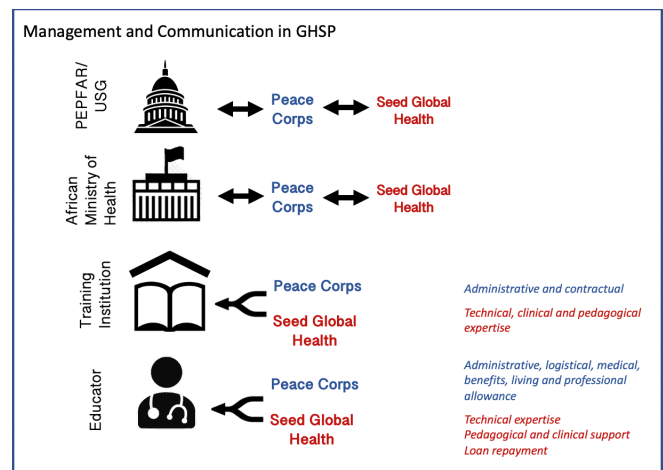 Management and Communication in GHSP
PEPFAR/
USG
Peace
Corps
Seed Global
Health
African
Ministry of
Health
Peace
Corps
Seed Global
Health
Training
Institution
Peace Corps
Seed Global
Health
Administrative and contractual
Technical, clinical and pedagogical
expertise
Educator
Peace Corps
Seed Global
Health
Administrative, logistical, medical,
benefits, living and professional
allowance
Technical expertise
Pedagogical and clinical support
Loan repayment